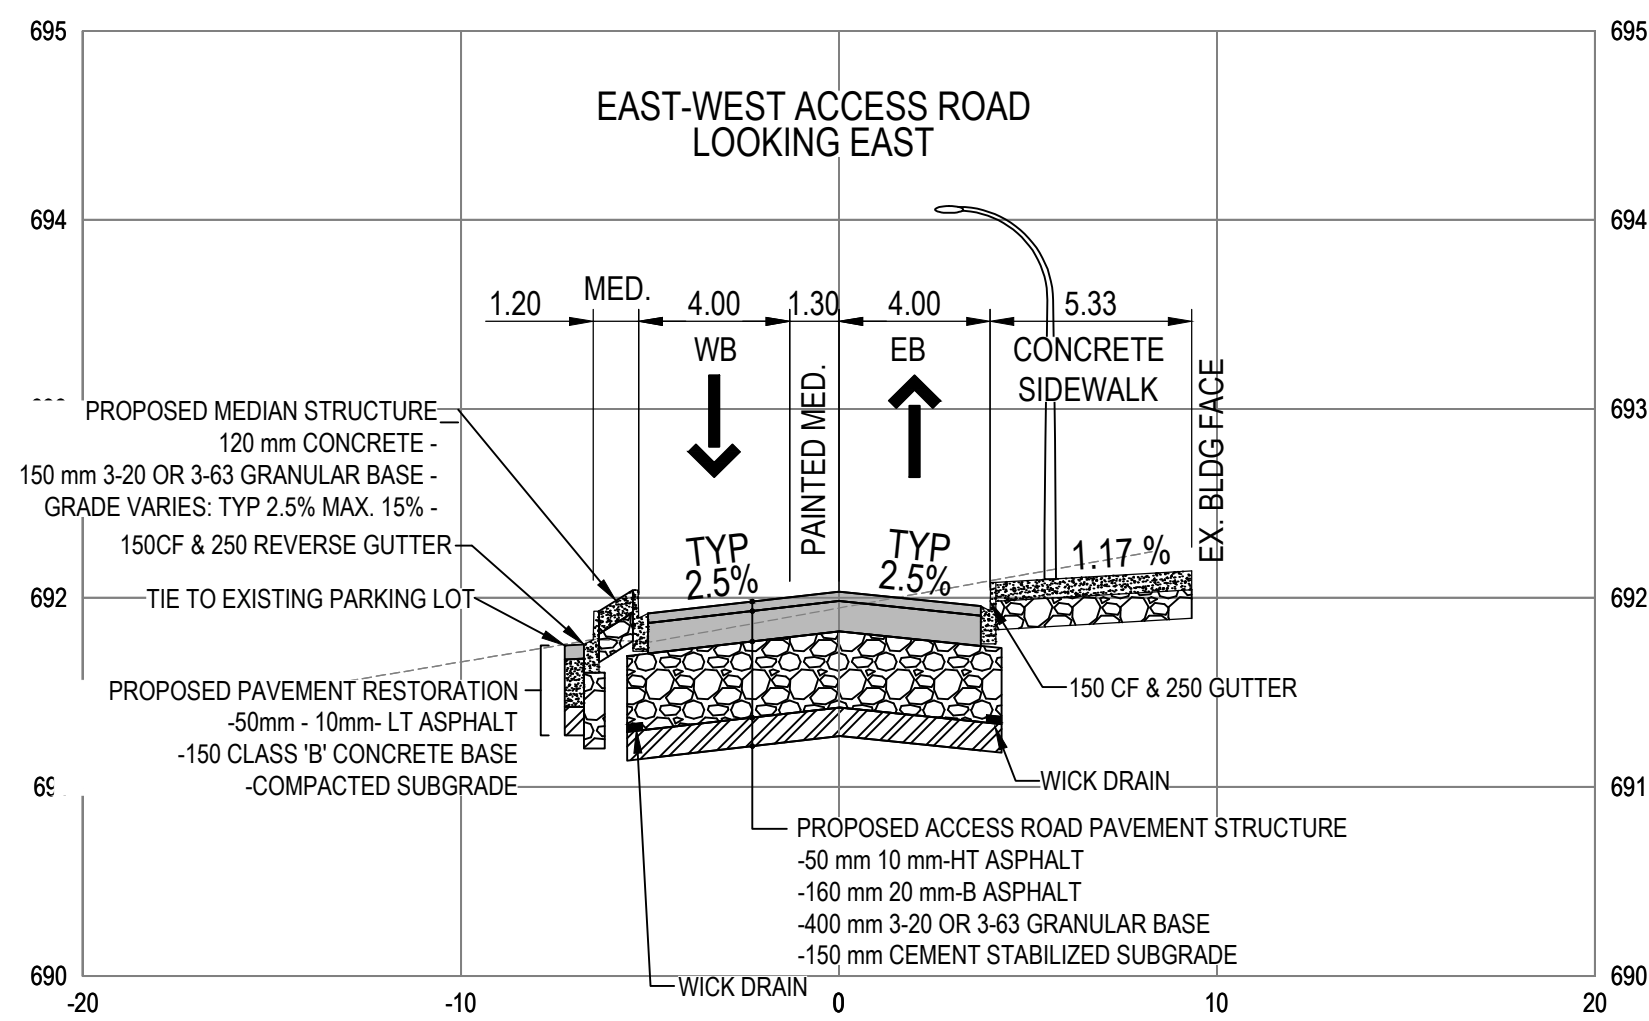 695
695
EAST-WEST ACCESS ROAD
LOOKING EAST
694
694
1.20
MED.
4.00
1.30
4.00
5.33
WB
EB
CONCRETE
SIDEWALK
PAINTED MED.
EX. BLDG FACE
693
PROPOSED MEDIAN STRUCTURE
120 mm CONCRETE -
150 mm 3-20 OR 3-63 GRANULAR BASE -
GRADE VARIES: TYP 2.5% MAX. 15% -
150CF & 250 REVERSE GUTTER
TIE TO EXISTING PARKING LOT
TYP
2.5%
TYP
2.5%
1.17 %
692
692
PROPOSED PAVEMENT RESTORATION
-50mm - 10mm- LT ASPHALT
-150 CLASS 'B' CONCRETE BASE
-COMPACTED SUBGRADE
150 CF & 250 GUTTER
WICK DRAIN
691
PROPOSED ACCESS ROAD PAVEMENT STRUCTURE
-50 mm 10 mm-HT ASPHALT
-160 mm 20 mm-B ASPHALT
-400 mm 3-20 OR 3-63 GRANULAR BASE
-150 mm CEMENT STABILIZED SUBGRADE
WICK DRAIN
690
690
-20
-10
0
10
20